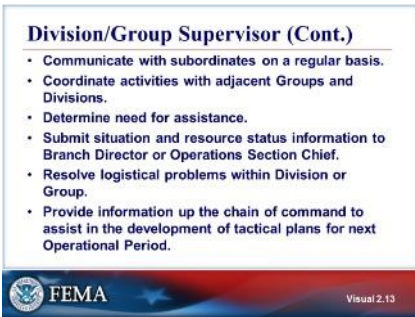 Division/Group Supervisor (Cont.)
• Communicate with subordinates on a regular basis.
• Coordinate activities with adjacent Groups and
Divisions.
• Determine need for assistance.
• Submit situation and resource status information to
Branch Director or Operations Section Chief.
• Resolve logistical problems within Division or
Group.
• Provide information up the chain of command to
assist in the development of tactical plans for next
Operational Period.
FEMA
Visual 2.13